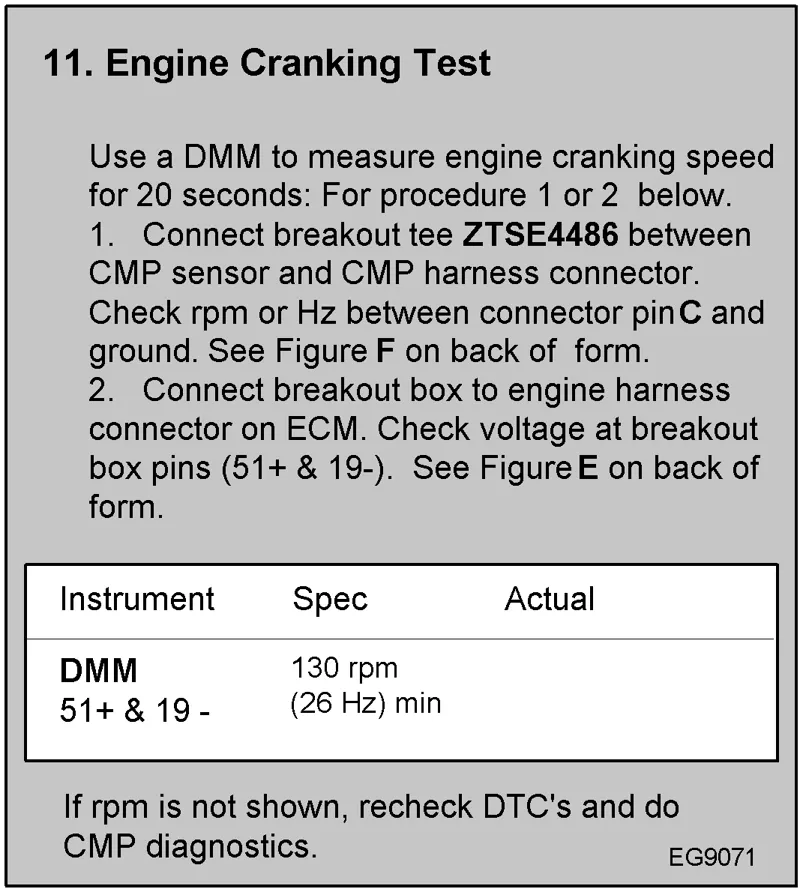 11. Engine Cranking Test
Use a DMM to measure engine cranking speed
for 20 seconds: For procedure 1 or 2 below.
1. Connect breakout tee ZTSE4486 between
CMP sensor and CMP harness connector.
Check rpm or Hz between connector pin C and
ground. See Figure F on back of form.
2. Connect breakout box to engine harness
connector on ECM. Check voltage at breakout
box pins (51+ & 19-). See Figure E on back of
form.
Instrument Spec Actual
DMM 130 rpm
51+ & 19 - (26 Hz) min
If rpm is not shown, recheck DTC's and do
CMP diagnostics.
EG9071